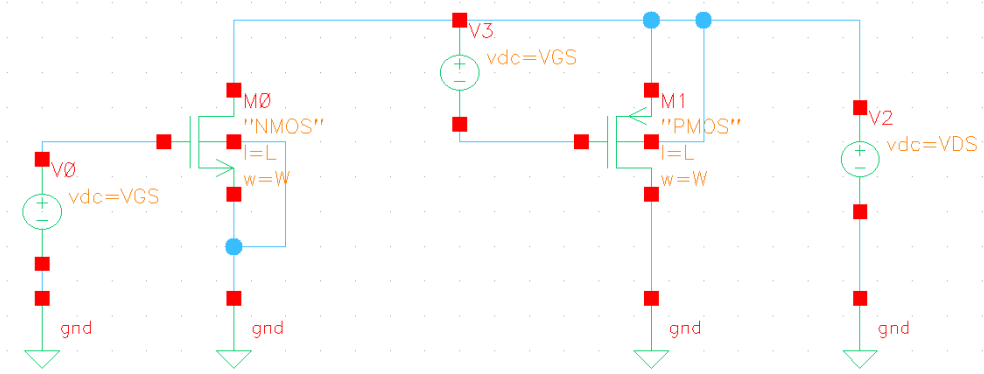 V3
vdc=VGS
M0
"NMOS"
l=L
w=W
M1
"PMOS"
l=L
w=W
V2
vdc=VDS
V0
vdc=VGS
gnd
gnd
gnd
gnd